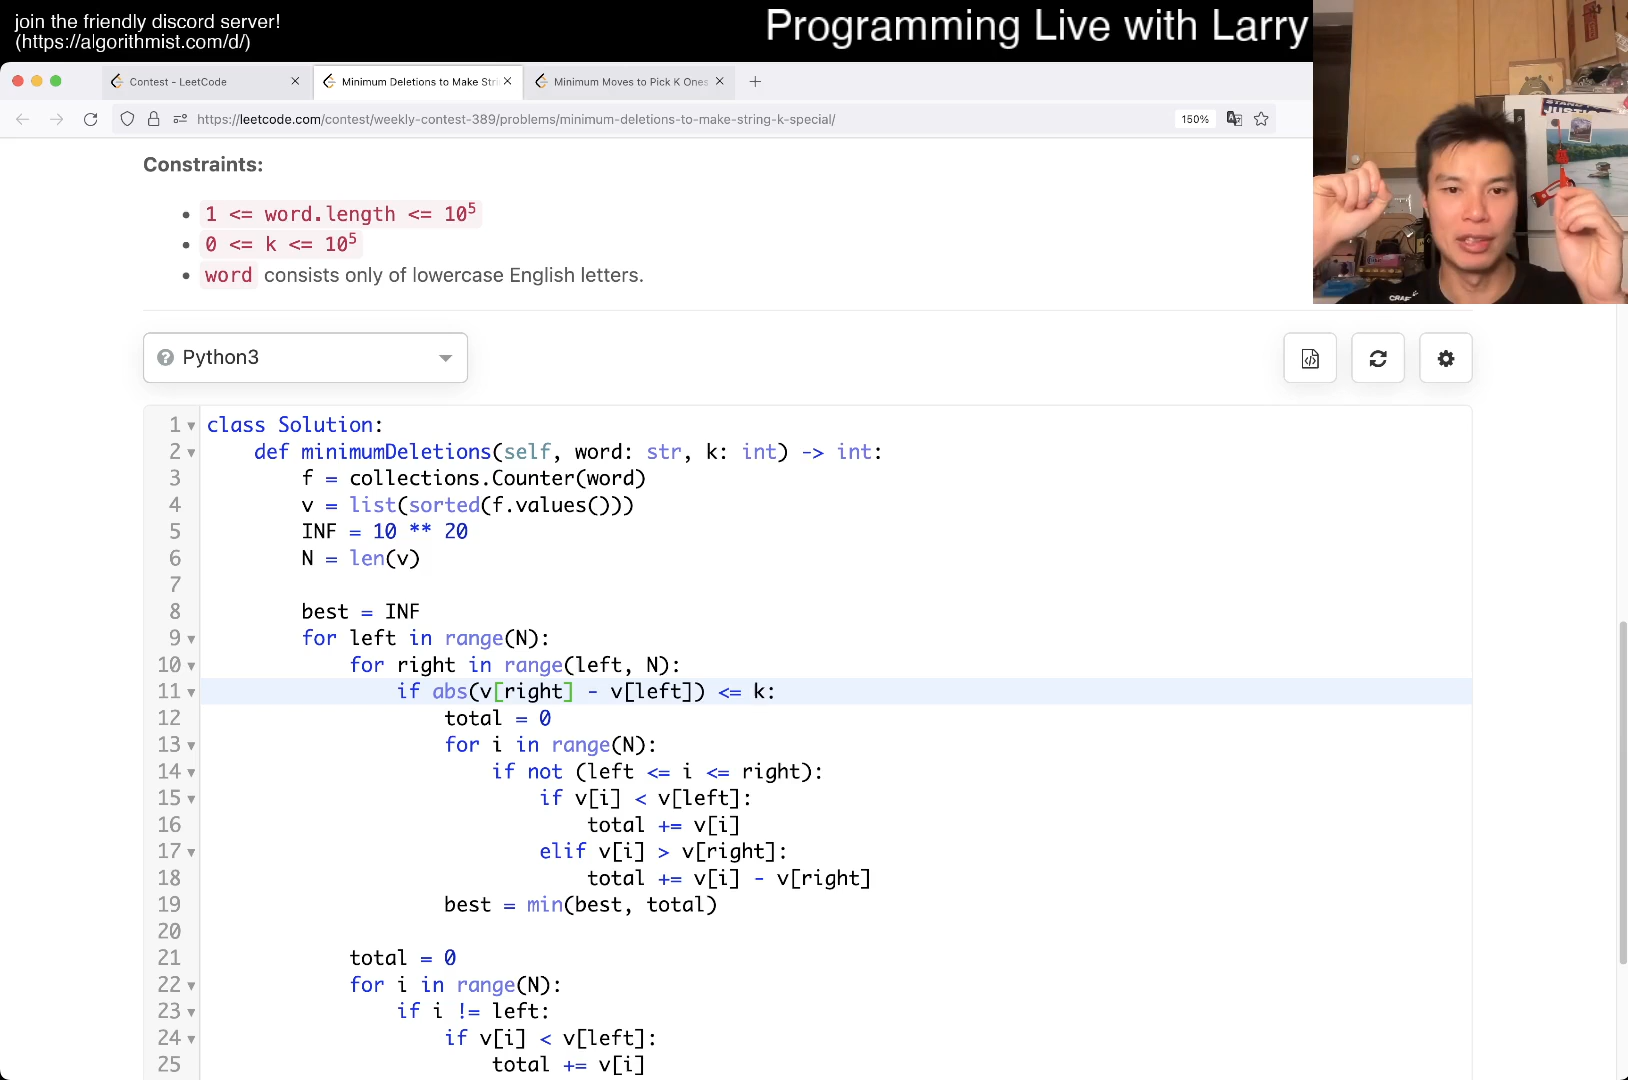 join the friendly discord server!
(https://algorithmist.com/d/)
Programming Live with Larry
Contest - LeetCode
Minimum Deletions to Make Stri
Minimum Moves to Pick K Ones
https://leetcode.com/contest/weekly-contest-389/problems/minimum-deletions-to-make-string-k-special/
150%
Constraints:
1 <= word.length <= 10⁵
0 <= k <= 10⁵
word consists only of lowercase English letters.
Python3
1 class Solution:
2     def minimumDeletions(self, word: str, k: int) -> int:
3         f = collections.Counter(word)
4         v = list(sorted(f.values()))
5         INF = 10 ** 20
6         N = len(v)
7
8         best = INF
9         for left in range(N):
10             for right in range(left, N):
11                 if abs(v[right] - v[left]) <= k:
12                     total = 0
13                     for i in range(N):
14                         if not (left <= i <= right):
15                             if v[i] < v[left]:
16                                 total += v[i]
17                             elif v[i] > v[right]:
18                                 total += v[i] - v[right]
19                     best = min(best, total)
20
21             total = 0
22             for i in range(N):
23                 if i != left:
24                     if v[i] < v[left]:
25                         total += v[i]